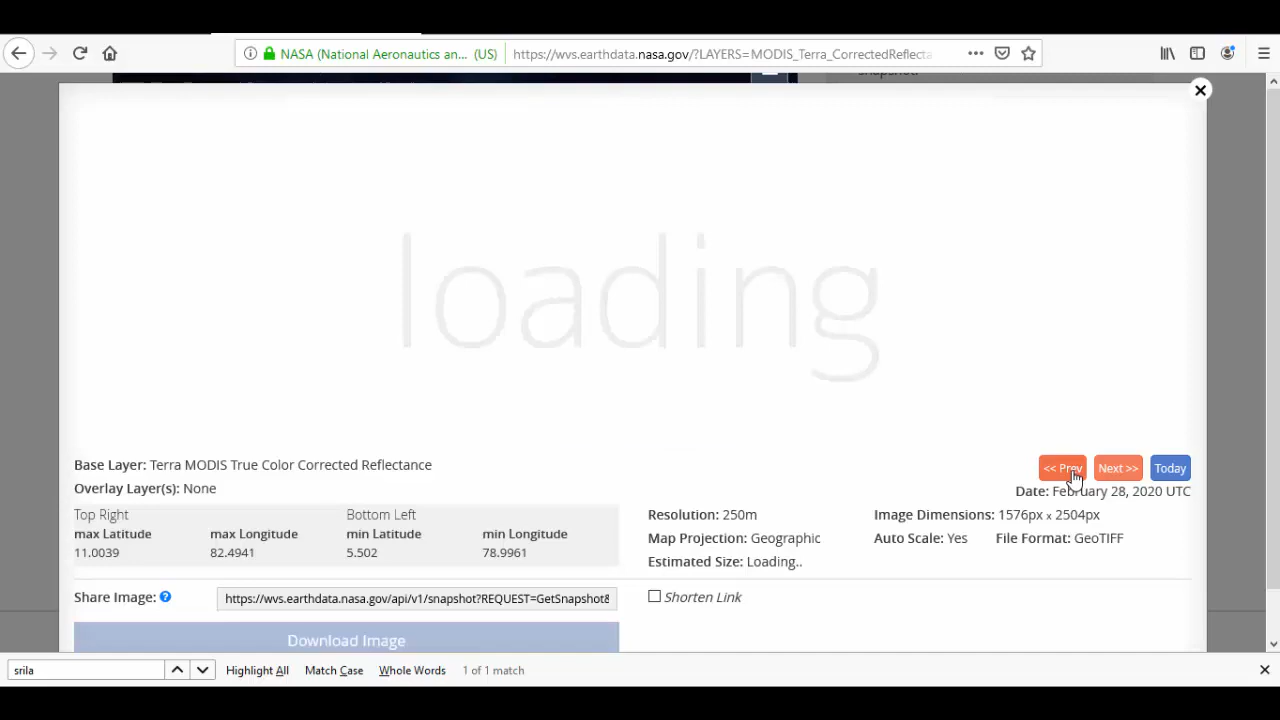 NASA (National Aeronautics an... (US) https://wvs.earthdata.nasa.gov/?LAYERS=MODIS_Terra_CorrectedReflecta
snapshot
loading
Base Layer: Terra MODIS True Color Corrected Reflectance
<< Prev Next >> Today
Overlay Layer(s): None
Date: February 28, 2020 UTC
Top Right Bottom Left
max Latitude max Longitude min Latitude min Longitude
11.0039 82.4941 5.502 78.9961
Resolution: 250m Image Dimensions: 1576px x 2504px
Map Projection: Geographic Auto Scale: Yes File Format: GeoTIFF
Estimated Size: Loading..
Share Image: ? https://wvs.earthdata.nasa.gov/api/v1/snapshot?REQUEST=GetSnapshot& Shorten Link
Download Image
srila Highlight All Match Case Whole Words 1 of 1 match